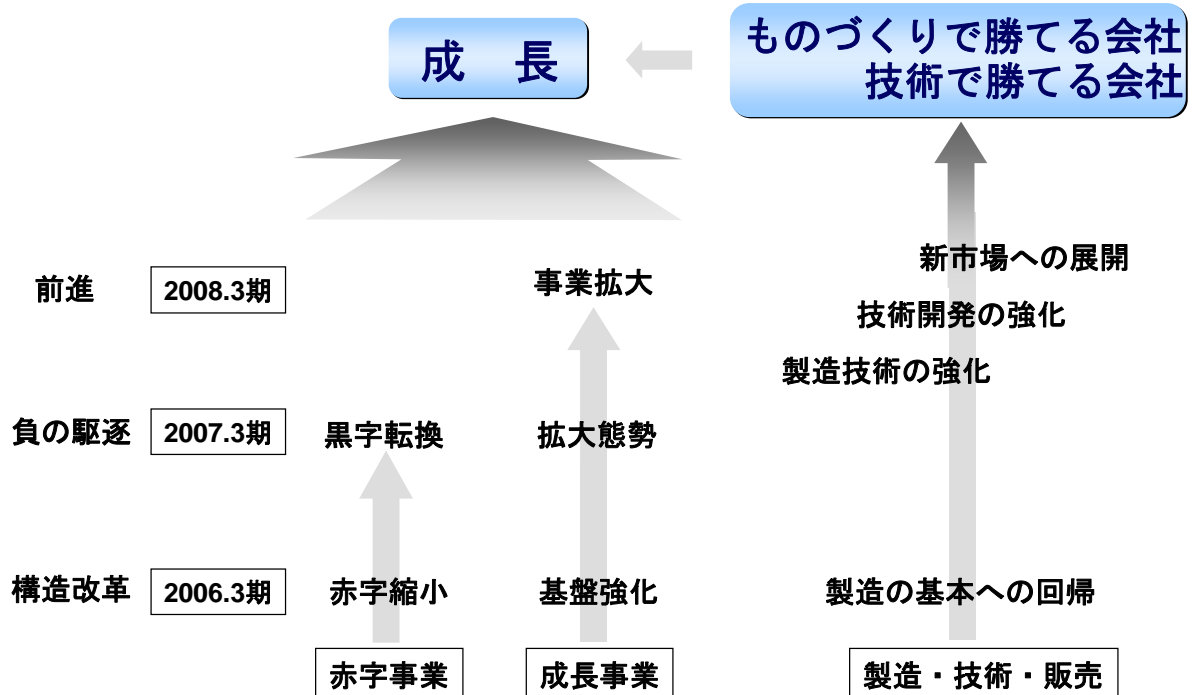 成 長
ものづくりで勝てる会社
技術で勝てる会社
新市場への展開
前進 2008.3期 事業拡大
技術開発の強化
製造技術の強化
負の駆逐 2007.3期 黒字転換 拡大態勢
構造改革 2006.3期 赤字縮小 基盤強化 製造の基本への回帰
赤字事業 成長事業 製造・技術・販売